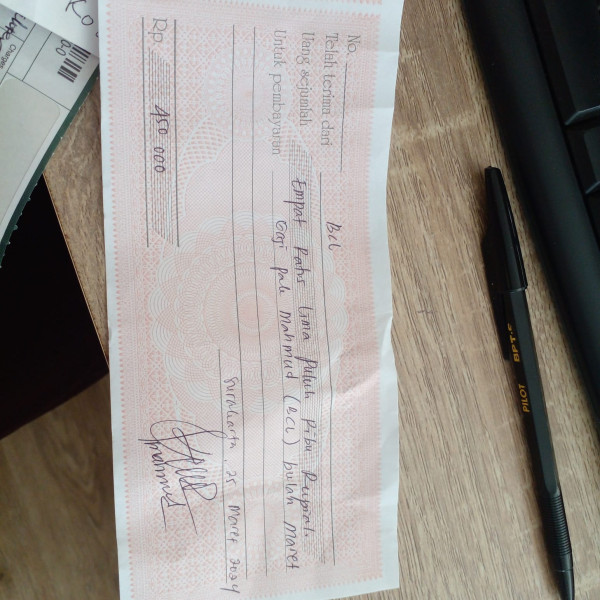 No.
Telah terima dari BCL
Uang sejumlah Empat Ratus Lima Puluh Ribu Rupiah
Untuk pembayaran Gaji pak Mahmud (BCL) bulan Maret
Surakarta, 25 Maret 2024
Rp 450.000
Mahmud
PILOT BPT-F
Charges